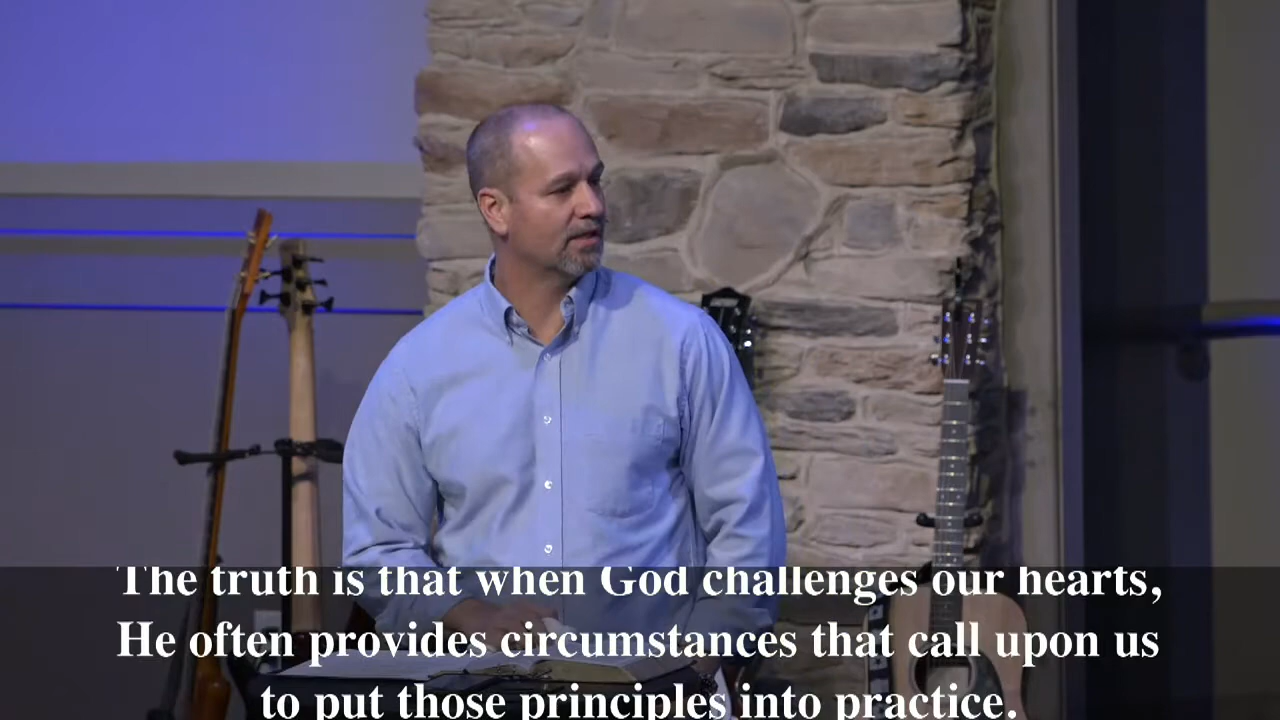 The truth is that when God challenges our hearts,
He often provides circumstances that call upon us
to put those principles into practice.